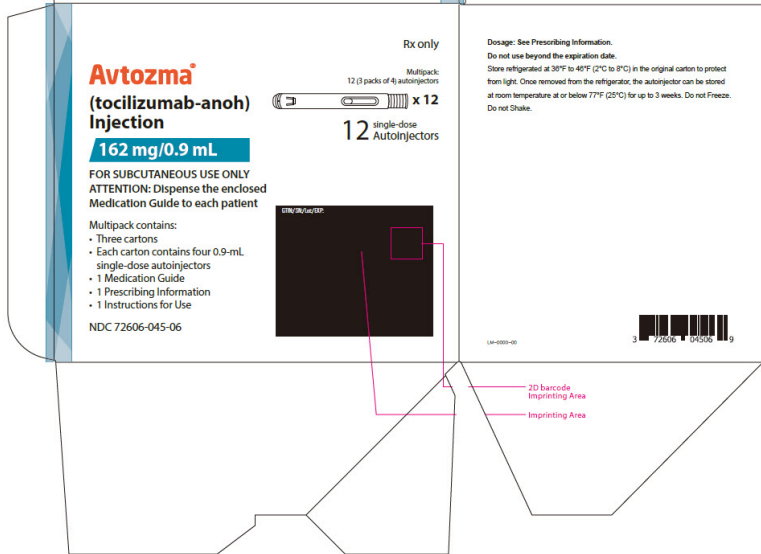 Rx only
Avtozma®
(tocilizumab-anoh)
Injection
162 mg/0.9 mL
FOR SUBCUTANEOUS USE ONLY
ATTENTION: Dispense the enclosed
Medication Guide to each patient
Multipack contains:
• Three cartons
• Each carton contains four 0.9-mL
single-dose autoinjectors
• 1 Medication Guide
• 1 Prescribing Information
• 1 Instructions for Use
NDC 72606-045-06
Multipack:
12 (3 packs of 4) autoinjectors
x 12
12 single-dose
Autoinjectors
GTIN/SN/Lot/EXP.
Dosage: See Prescribing Information.
Do not use beyond the expiration date.
Store refrigerated at 36°F to 46°F (2°C to 8°C) in the original carton to protect
from light. Once removed from the refrigerator, the autoinjector can be stored
at room temperature at or below 77°F (25°C) for up to 3 weeks. Do not Freeze.
Do not Shake.
LM-0000-00
3 72606 04506 9
2D barcode
Imprinting Area
Imprinting Area